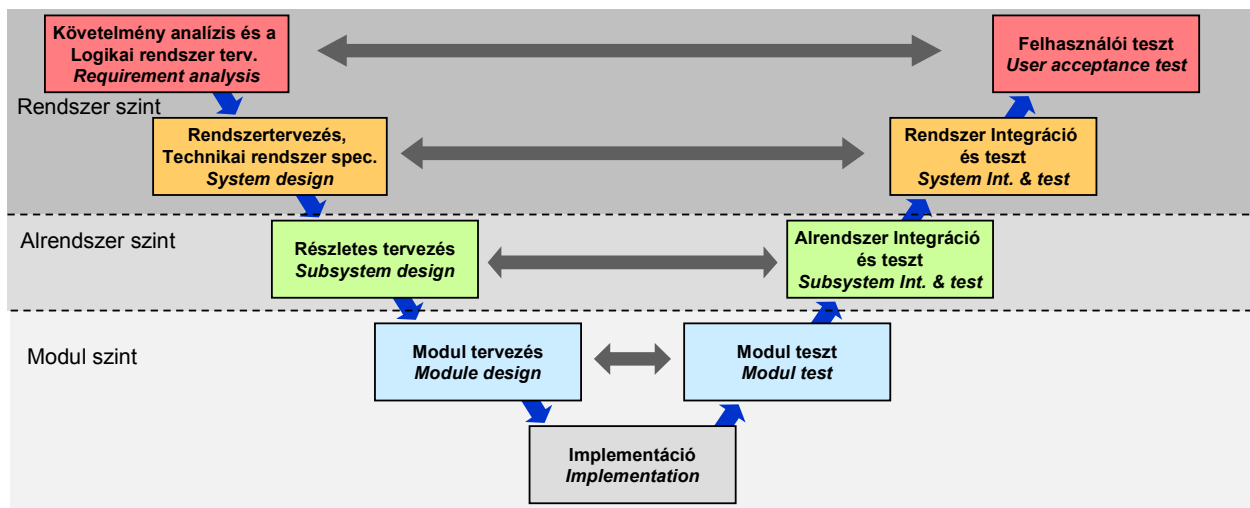 Követelmény analízis és a
Logikai rendszer terv.
Requirement analysis
Felhasználói teszt
User acceptance test
Rendszer szint
Rendszertervezés,
Technikai rendszer spec.
System design
Rendszer Integráció
és teszt
System Int. & test
Alrendszer szint
Részletes tervezés
Subsystem design
Alrendszer Integráció
és teszt
Subsystem Int. & test
Modul szint
Modul tervezés
Module design
Modul teszt
Modul test
Implementáció
Implementation